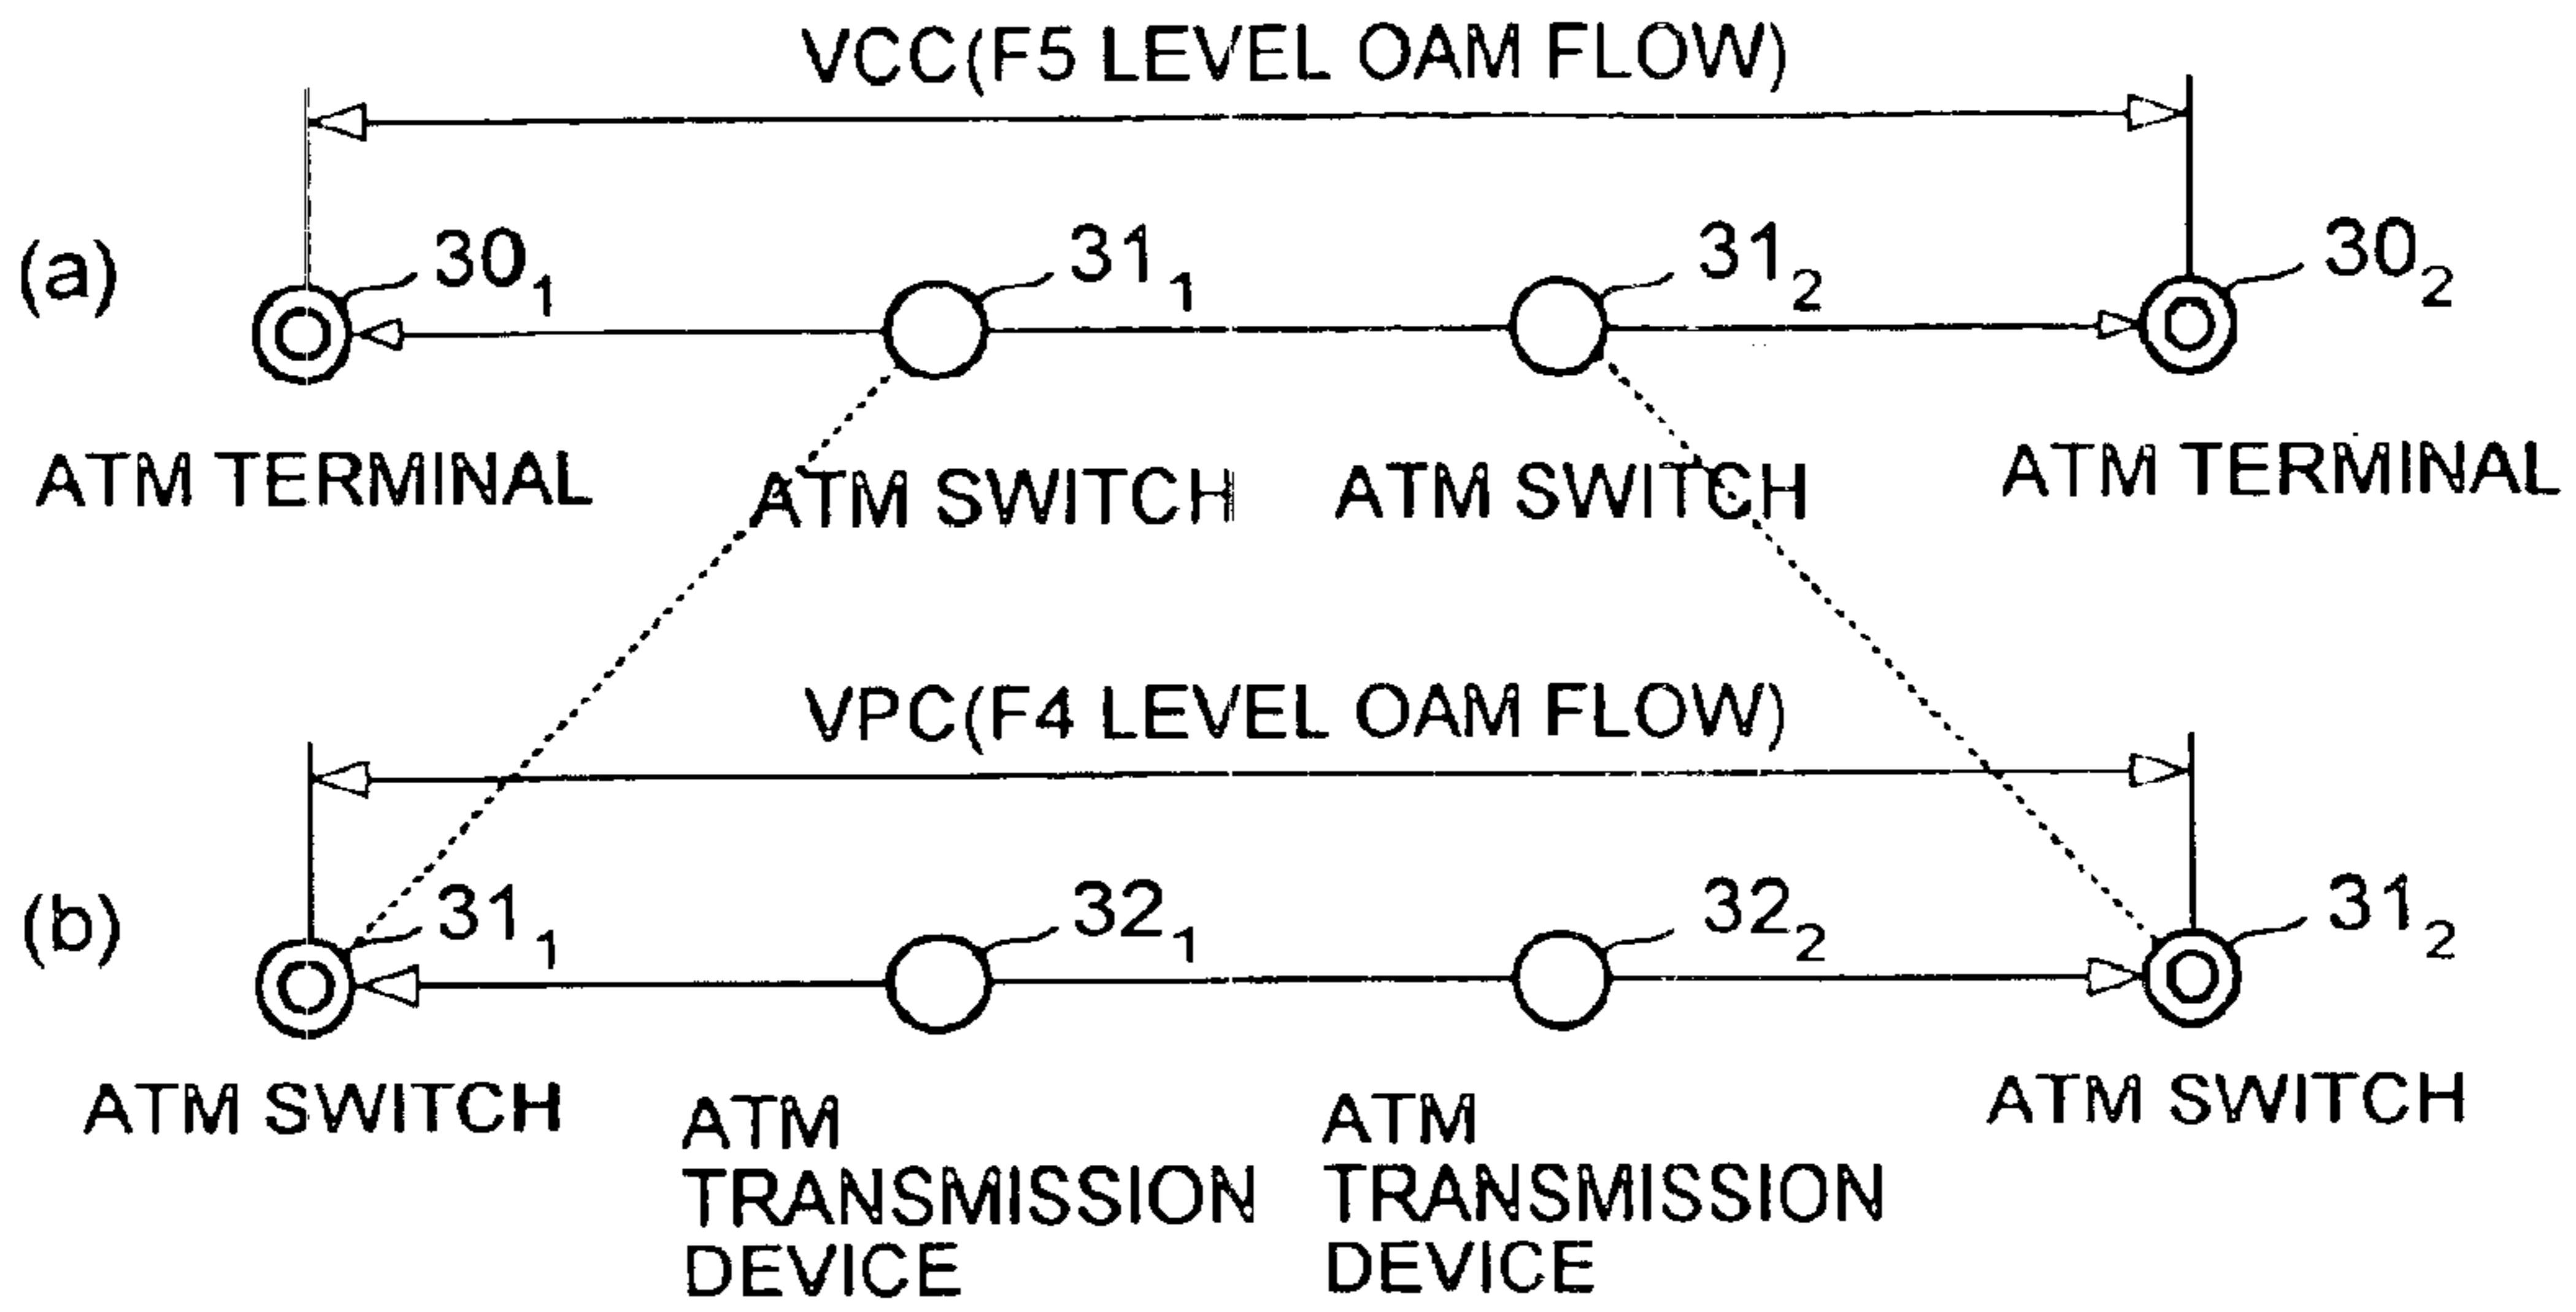 VCC(F5 LEVEL OAM FLOW)
(a)
30₁
31₁
31₂
30₂
ATM TERMINAL
ATM SWITCH
ATM SWITCH
ATM TERMINAL
VPC(F4 LEVEL OAM FLOW)
(b)
31₁
32₁
32₂
31₂
ATM SWITCH
ATM
TRANSMISSION
DEVICE
ATM
TRANSMISSION
DEVICE
ATM SWITCH